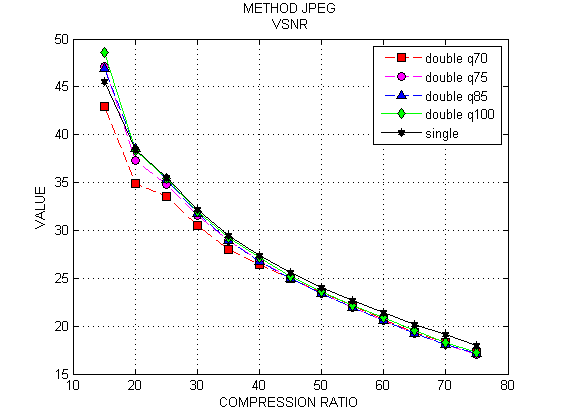 METHOD JPEG
VSNR
50
45
40
35
30
25
20
15
VALUE
10
20
30
40
50
60
70
80
COMPRESSION RATIO
double q70
double q75
double q85
double q100
single